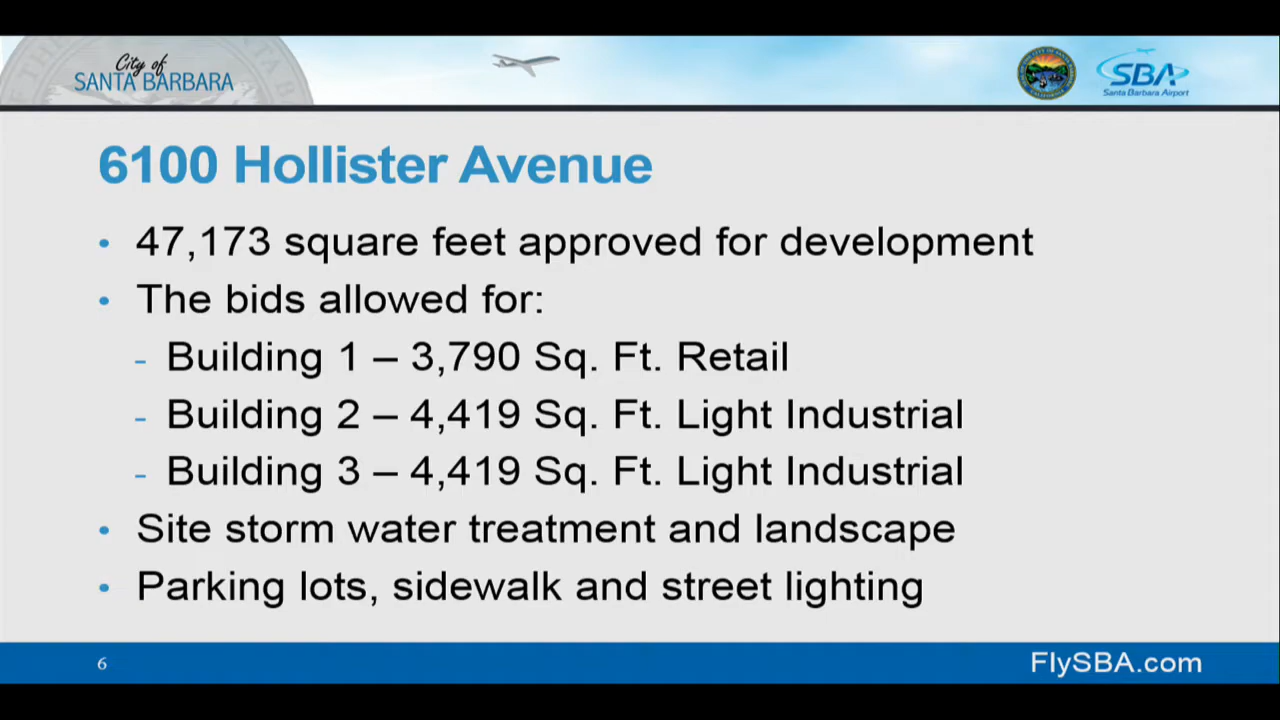 City of
SANTA BARBARA
SBA
Santa Barbara Airport
6100 Hollister Avenue
• 47,173 square feet approved for development
• The bids allowed for:
- Building 1 – 3,790 Sq. Ft. Retail
- Building 2 – 4,419 Sq. Ft. Light Industrial
- Building 3 – 4,419 Sq. Ft. Light Industrial
• Site storm water treatment and landscape
• Parking lots, sidewalk and street lighting
6
FlySBA.com